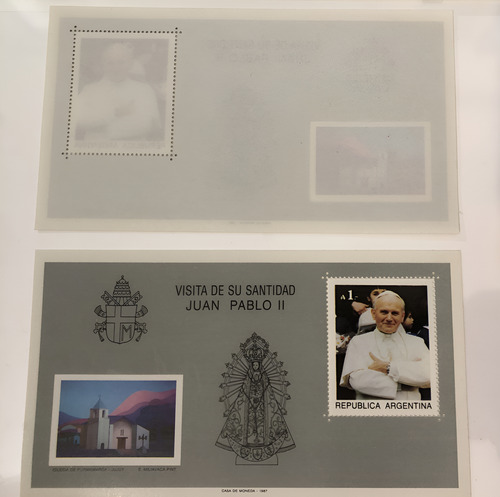 VISITA DE SU SANTIDAD
JUAN PABLO II
A1
REPUBLICA ARGENTINA
CASA DE MONEDA - 1987